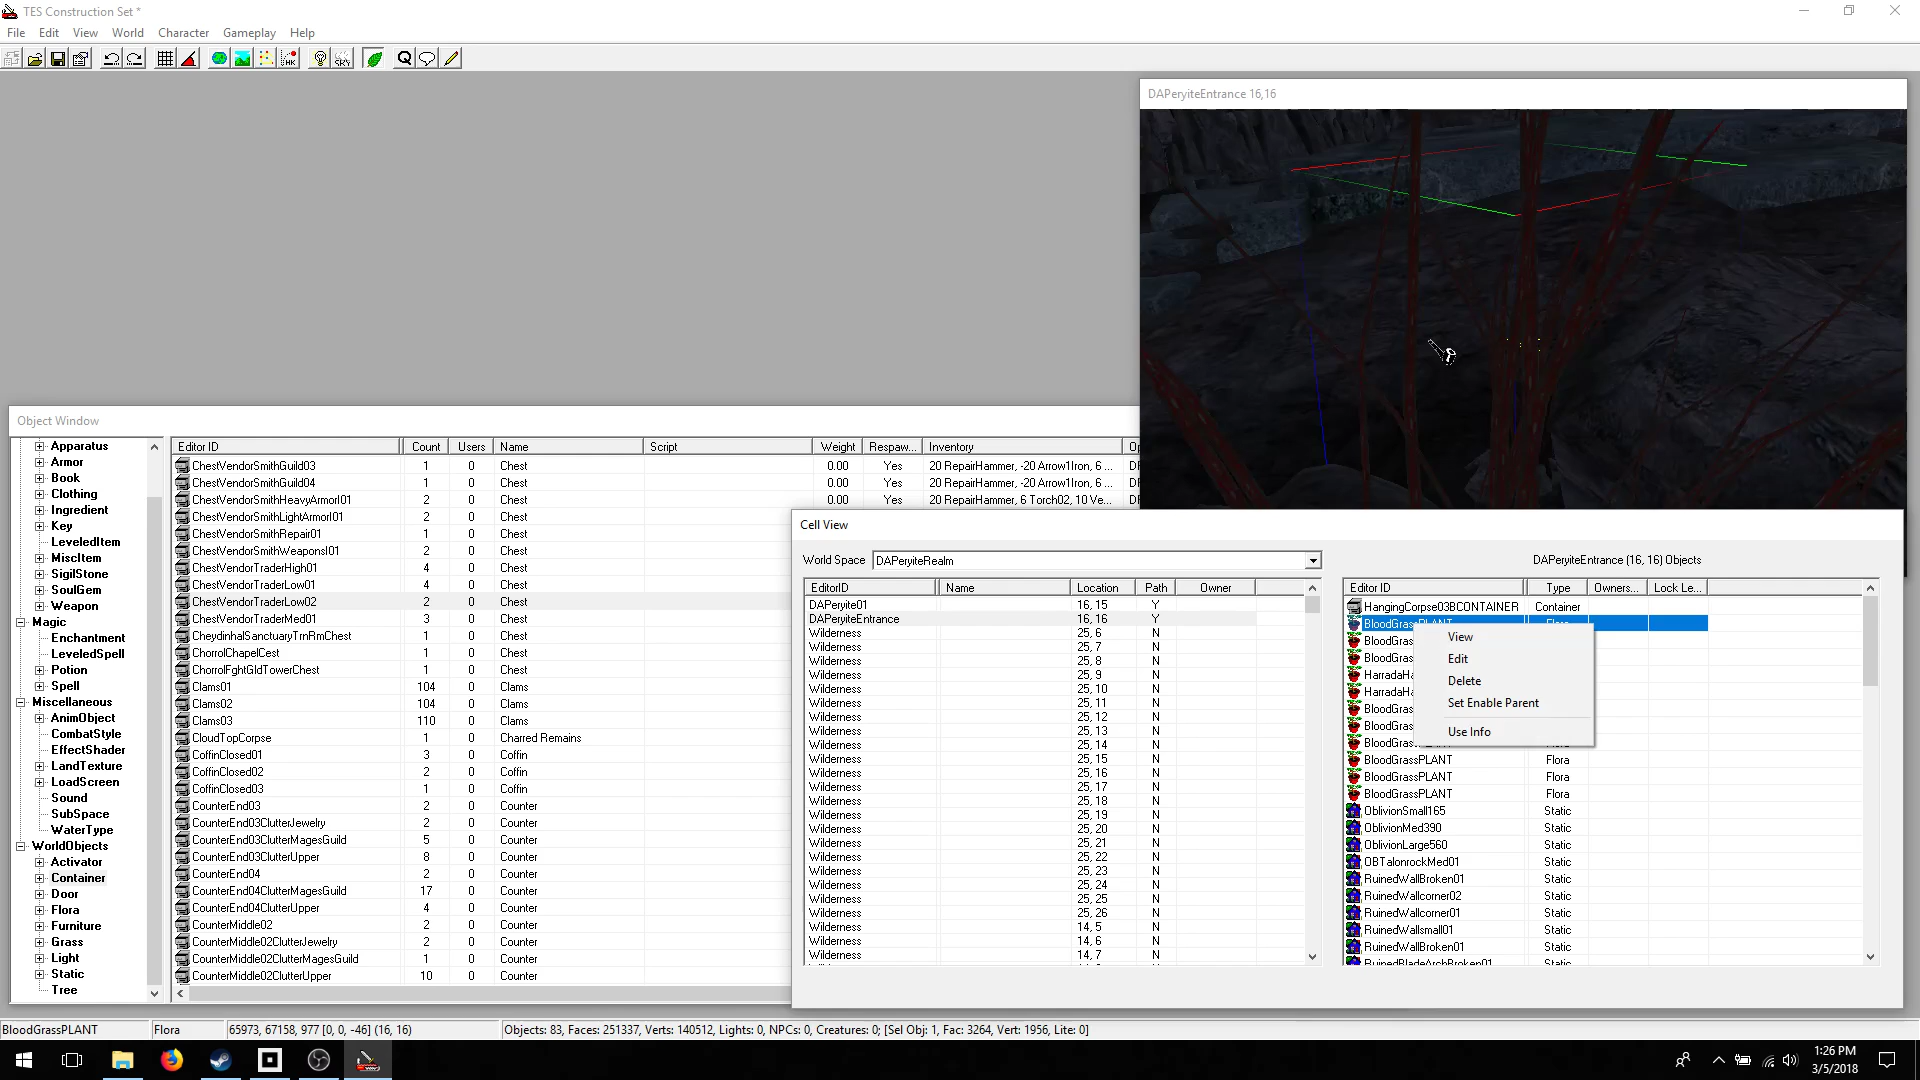 TES Construction Set *
File Edit View World Character Gameplay Help
DAPeryiteEntrance 16,16
Object Window
Apparatus
Armor
Book
Clothing
Ingredient
Key
LeveledItem
MiscItem
SigilStone
SoulGem
Weapon
Magic
Enchantment
LeveledSpell
Potion
Spell
Miscellaneous
AnimObject
CombatStyle
EffectShader
LandTexture
LoadScreen
Sound
SubSpace
WaterType
WorldObjects
Activator
Container
Door
Flora
Furniture
Grass
Light
Static
Tree
Editor ID Count Users Name Script Weight Respaw... Inventory
ChestVendorSmithGuild03 1 0 Chest 0.00 Yes 20 RepairHammer, -20 Arrow1Iron, 6 ...
ChestVendorSmithGuild04 1 0 Chest 0.00 Yes 20 RepairHammer, -20 Arrow1Iron, 6 ...
ChestVendorSmithHeavyArmorI01 2 0 Chest 0.00 Yes 20 RepairHammer, 6 Torch02, 10 Ve...
ChestVendorSmithLightArmorI01 2 0 Chest
ChestVendorSmithRepair01 1 0 Chest
ChestVendorSmithWeaponsI01 2 0 Chest
ChestVendorTraderHigh01 4 0 Chest
ChestVendorTraderLow01 4 0 Chest
ChestVendorTraderLow02 2 0 Chest
ChestVendorTraderMed01 3 0 Chest
CheydinhalSanctuaryTrnRmChest 1 0 Chest
ChorrolChapelCest 1 0 Chest
ChorrolFghtGldTowerChest 1 0 Chest
Clams01 104 0 Clams
Clams02 104 0 Clams
Clams03 110 0 Clams
CloudTopCorpse 1 0 Charred Remains
CoffinClosed01 3 0 Coffin
CoffinClosed02 2 0 Coffin
CoffinClosed03 1 0 Coffin
CounterEnd03 2 0 Counter
CounterEnd03ClutterJewelry 2 0 Counter
CounterEnd03ClutterMagesGuild 5 0 Counter
CounterEnd03ClutterUpper 8 0 Counter
CounterEnd04 2 0 Counter
CounterEnd04ClutterMagesGuild 17 0 Counter
CounterEnd04ClutterUpper 4 0 Counter
CounterMiddle02 2 0 Counter
CounterMiddle02ClutterJewelry 2 0 Counter
CounterMiddle02ClutterMagesGuild 1 0 Counter
CounterMiddle02ClutterUpper 10 0 Counter
Cell View
World Space DAPeryiteRealm
EditorID Name Location Path Owner
DAPeryite01 16, 15 Y
DAPeryiteEntrance 16, 16 Y
Wilderness 25, 6 N
Wilderness 25, 7 N
Wilderness 25, 8 N
Wilderness 25, 9 N
Wilderness 25, 10 N
Wilderness 25, 11 N
Wilderness 25, 12 N
Wilderness 25, 13 N
Wilderness 25, 14 N
Wilderness 25, 15 N
Wilderness 25, 16 N
Wilderness 25, 17 N
Wilderness 25, 18 N
Wilderness 25, 19 N
Wilderness 25, 20 N
Wilderness 25, 21 N
Wilderness 25, 22 N
Wilderness 25, 23 N
Wilderness 25, 24 N
Wilderness 25, 25 N
Wilderness 25, 26 N
Wilderness 14, 5 N
Wilderness 14, 6 N
Wilderness 14, 7 N
DAPeryiteEntrance (16, 16) Objects
Editor ID Type Owners... Lock Le...
HangingCorpse03BCONTAINER Container
BloodGrassPLANT Flora
BloodGras
BloodGras
HarradaHa
HarradaHa
BloodGras
BloodGras
BloodGras
BloodGrassPLANT Flora
BloodGrassPLANT Flora
BloodGrassPLANT Flora
OblivionSmall165 Static
OblivionMed390 Static
OblivionLarge560 Static
OBTalonrockMed01 Static
RuinedWallBroken01 Static
RuinedWallcorner02 Static
RuinedWallcorner01 Static
RuinedWallsmall01 Static
RuinedWallBroken01 Static
RuinedBladeArchBroken01 Static
View
Edit
Delete
Set Enable Parent
Use Info
BloodGrassPLANT Flora 65973, 67158, 977 [0, 0, -46] (16, 16) Objects: 83, Faces: 251337, Verts: 140512, Lights: 0, NPCs: 0, Creatures: 0; [Sel Obj: 1, Fac: 3264, Vert: 1956, Lite: 0]
1:26 PM
3/5/2018